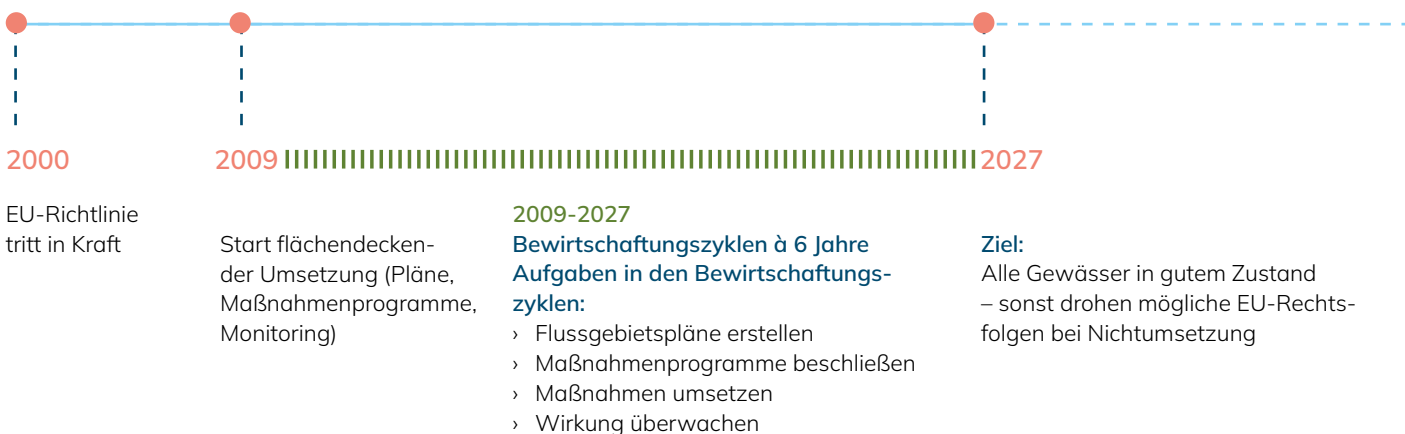 2000
EU-Richtlinie
tritt in Kraft
2009
Start flächendecken-
der Umsetzung (Pläne,
Maßnahmenprogramme,
Monitoring)
2009-2027
Bewirtschaftungszyklen à 6 Jahre
Aufgaben in den Bewirtschaftungs-
zyklen:
› Flussgebietspläne erstellen
› Maßnahmenprogramme beschließen
› Maßnahmen umsetzen
› Wirkung überwachen
2027
Ziel:
Alle Gewässer in gutem Zustand
– sonst drohen mögliche EU-Rechts-
folgen bei Nichtumsetzung